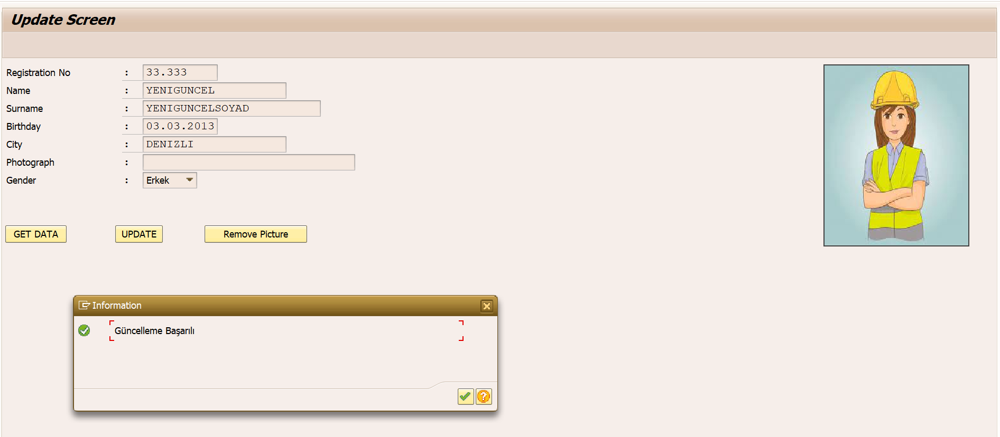 Update Screen
Registration No : 33.333
Name : YENIGUNCEL
Surname : YENIGUNCELSOYAD
Birthday : 03.03.2013
City : DENIZLI
Photograph :
Gender : Erkek
GET DATA UPDATE Remove Picture
Information
Güncelleme Başarılı